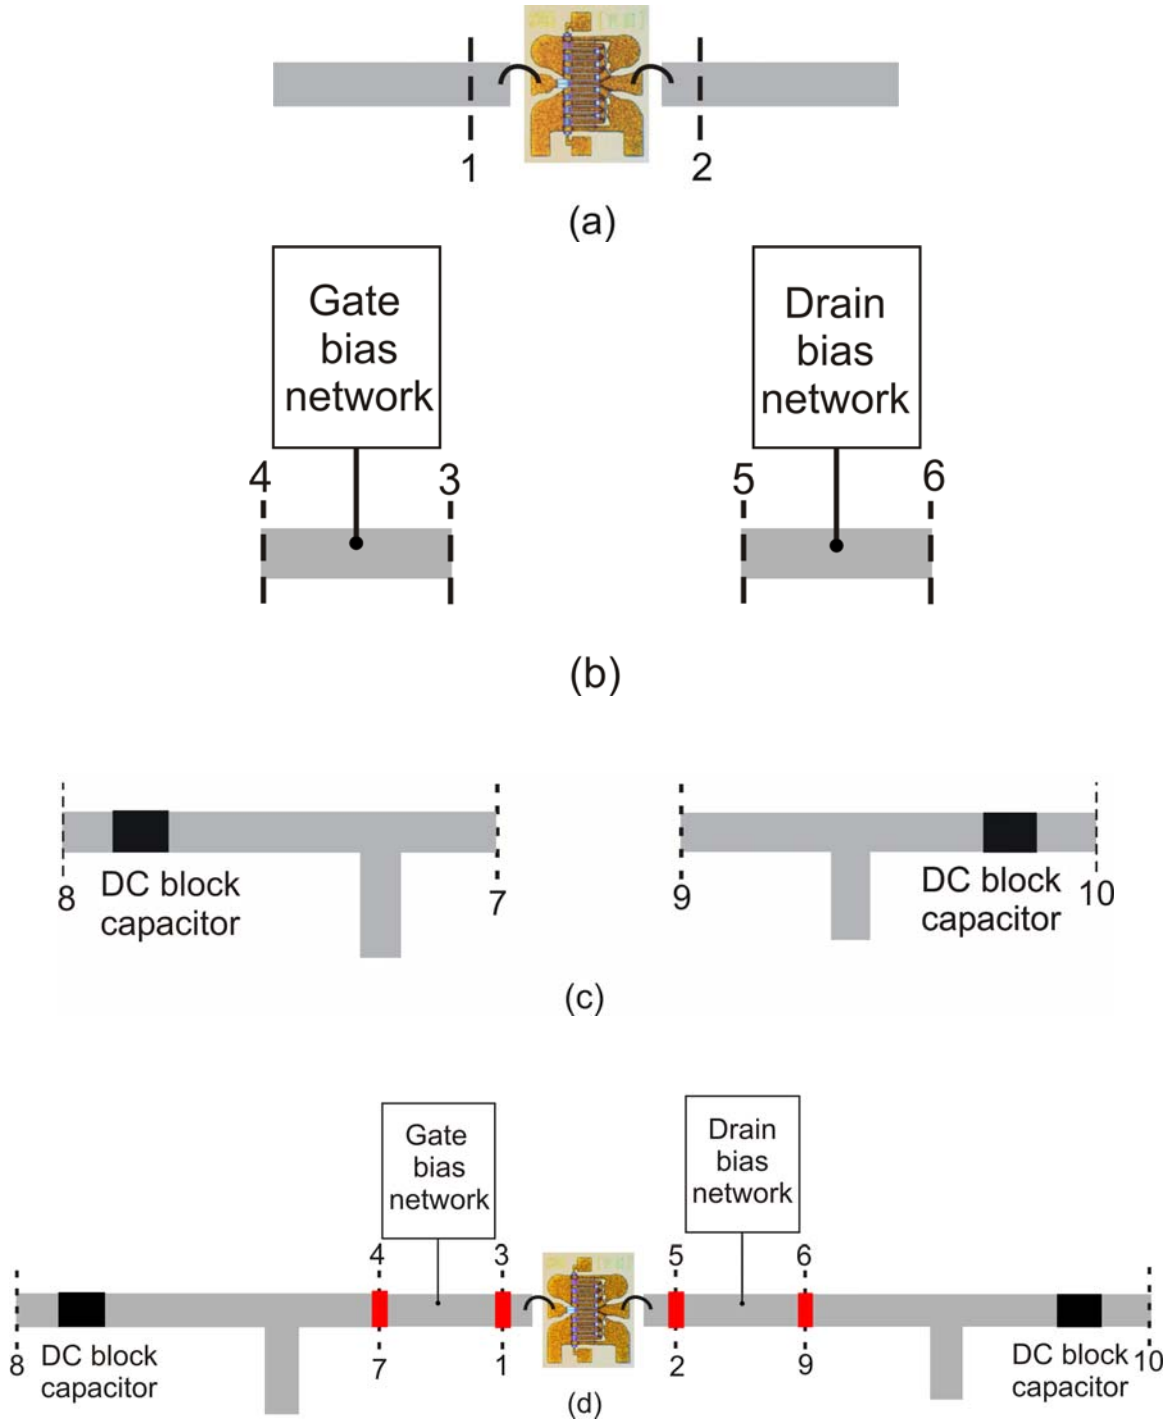 1
2
(a)
Gate
bias
network
Drain
bias
network
4
3
5
6
(b)
8
DC block
capacitor
7
9
DC block
capacitor
10
(c)
Gate
bias
network
Drain
bias
network
4
3
5
6
8
DC block
capacitor
7
1
2
9
DC block
capacitor
10
(d)